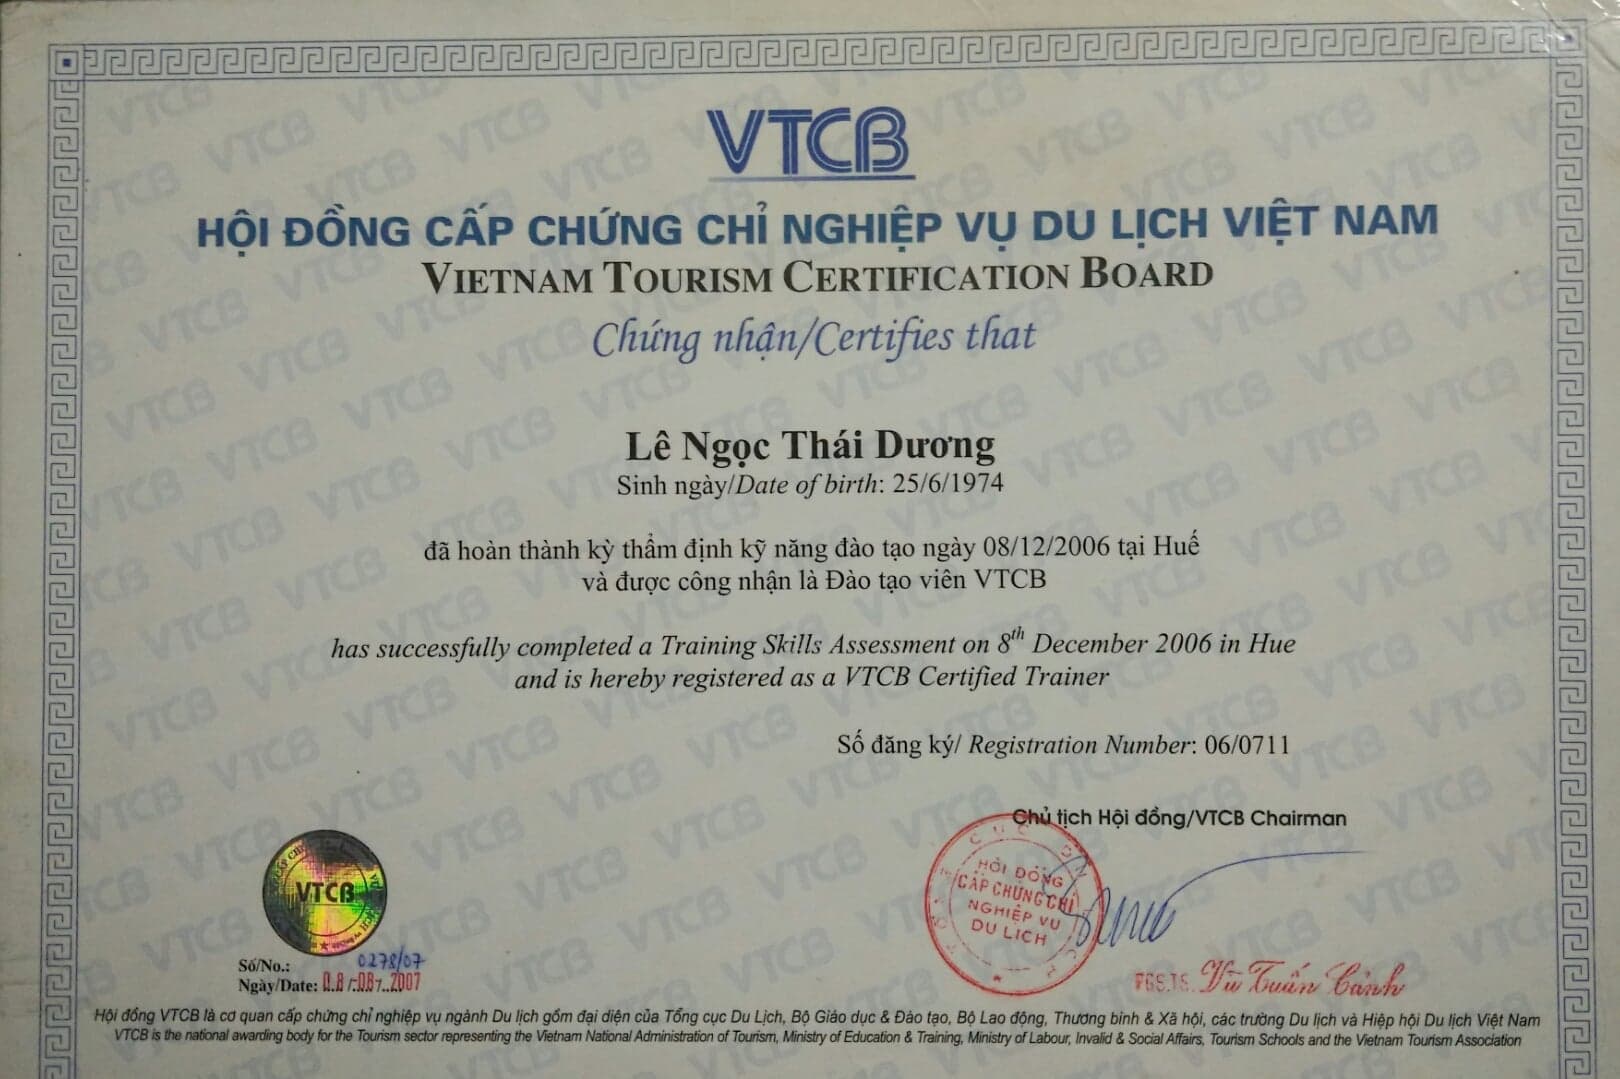 VTCB
HỘI ĐỒNG CẤP CHỨNG CHỈ NGHIỆP VỤ DU LỊCH VIỆT NAM
VIETNAM TOURISM CERTIFICATION BOARD
Chứng nhận/Certifies that
Lê Ngọc Thái Dương
Sinh ngày/Date of birth: 25/6/1974
đã hoàn thành kỳ thẩm định kỹ năng đào tạo ngày 08/12/2006 tại Huế
và được công nhận là Đào tạo viên VTCB
has successfully completed a Training Skills Assessment on 8th December 2006 in Hue
and is hereby registered as a VTCB Certified Trainer
Số đăng ký/ Registration Number: 06/0711
Chủ tịch Hội đồng/VTCB Chairman
HỘI ĐỒNG
CẤP CHỨNG CHỈ
NGHIỆP VỤ
DU LỊCH
VTCB
Số/No.: 0278/07
Ngày/Date: 08/.08/..2007
PGS.TS. Vũ Tuấn Cảnh
Hội đồng VTCB là cơ quan cấp chứng chỉ nghiệp vụ ngành Du lịch gồm đại diện của Tổng cục Du Lịch, Bộ Giáo dục & Đào tạo, Bộ Lao động, Thương binh & Xã hội, các trường Du lịch và Hiệp hội Du lịch Việt Nam
VTCB is the national awarding body for the Tourism sector representing the Vietnam National Administration of Tourism, Ministry of Education & Training, Ministry of Labour, Invalid & Social Affairs, Tourism Schools and the Vietnam Tourism Association